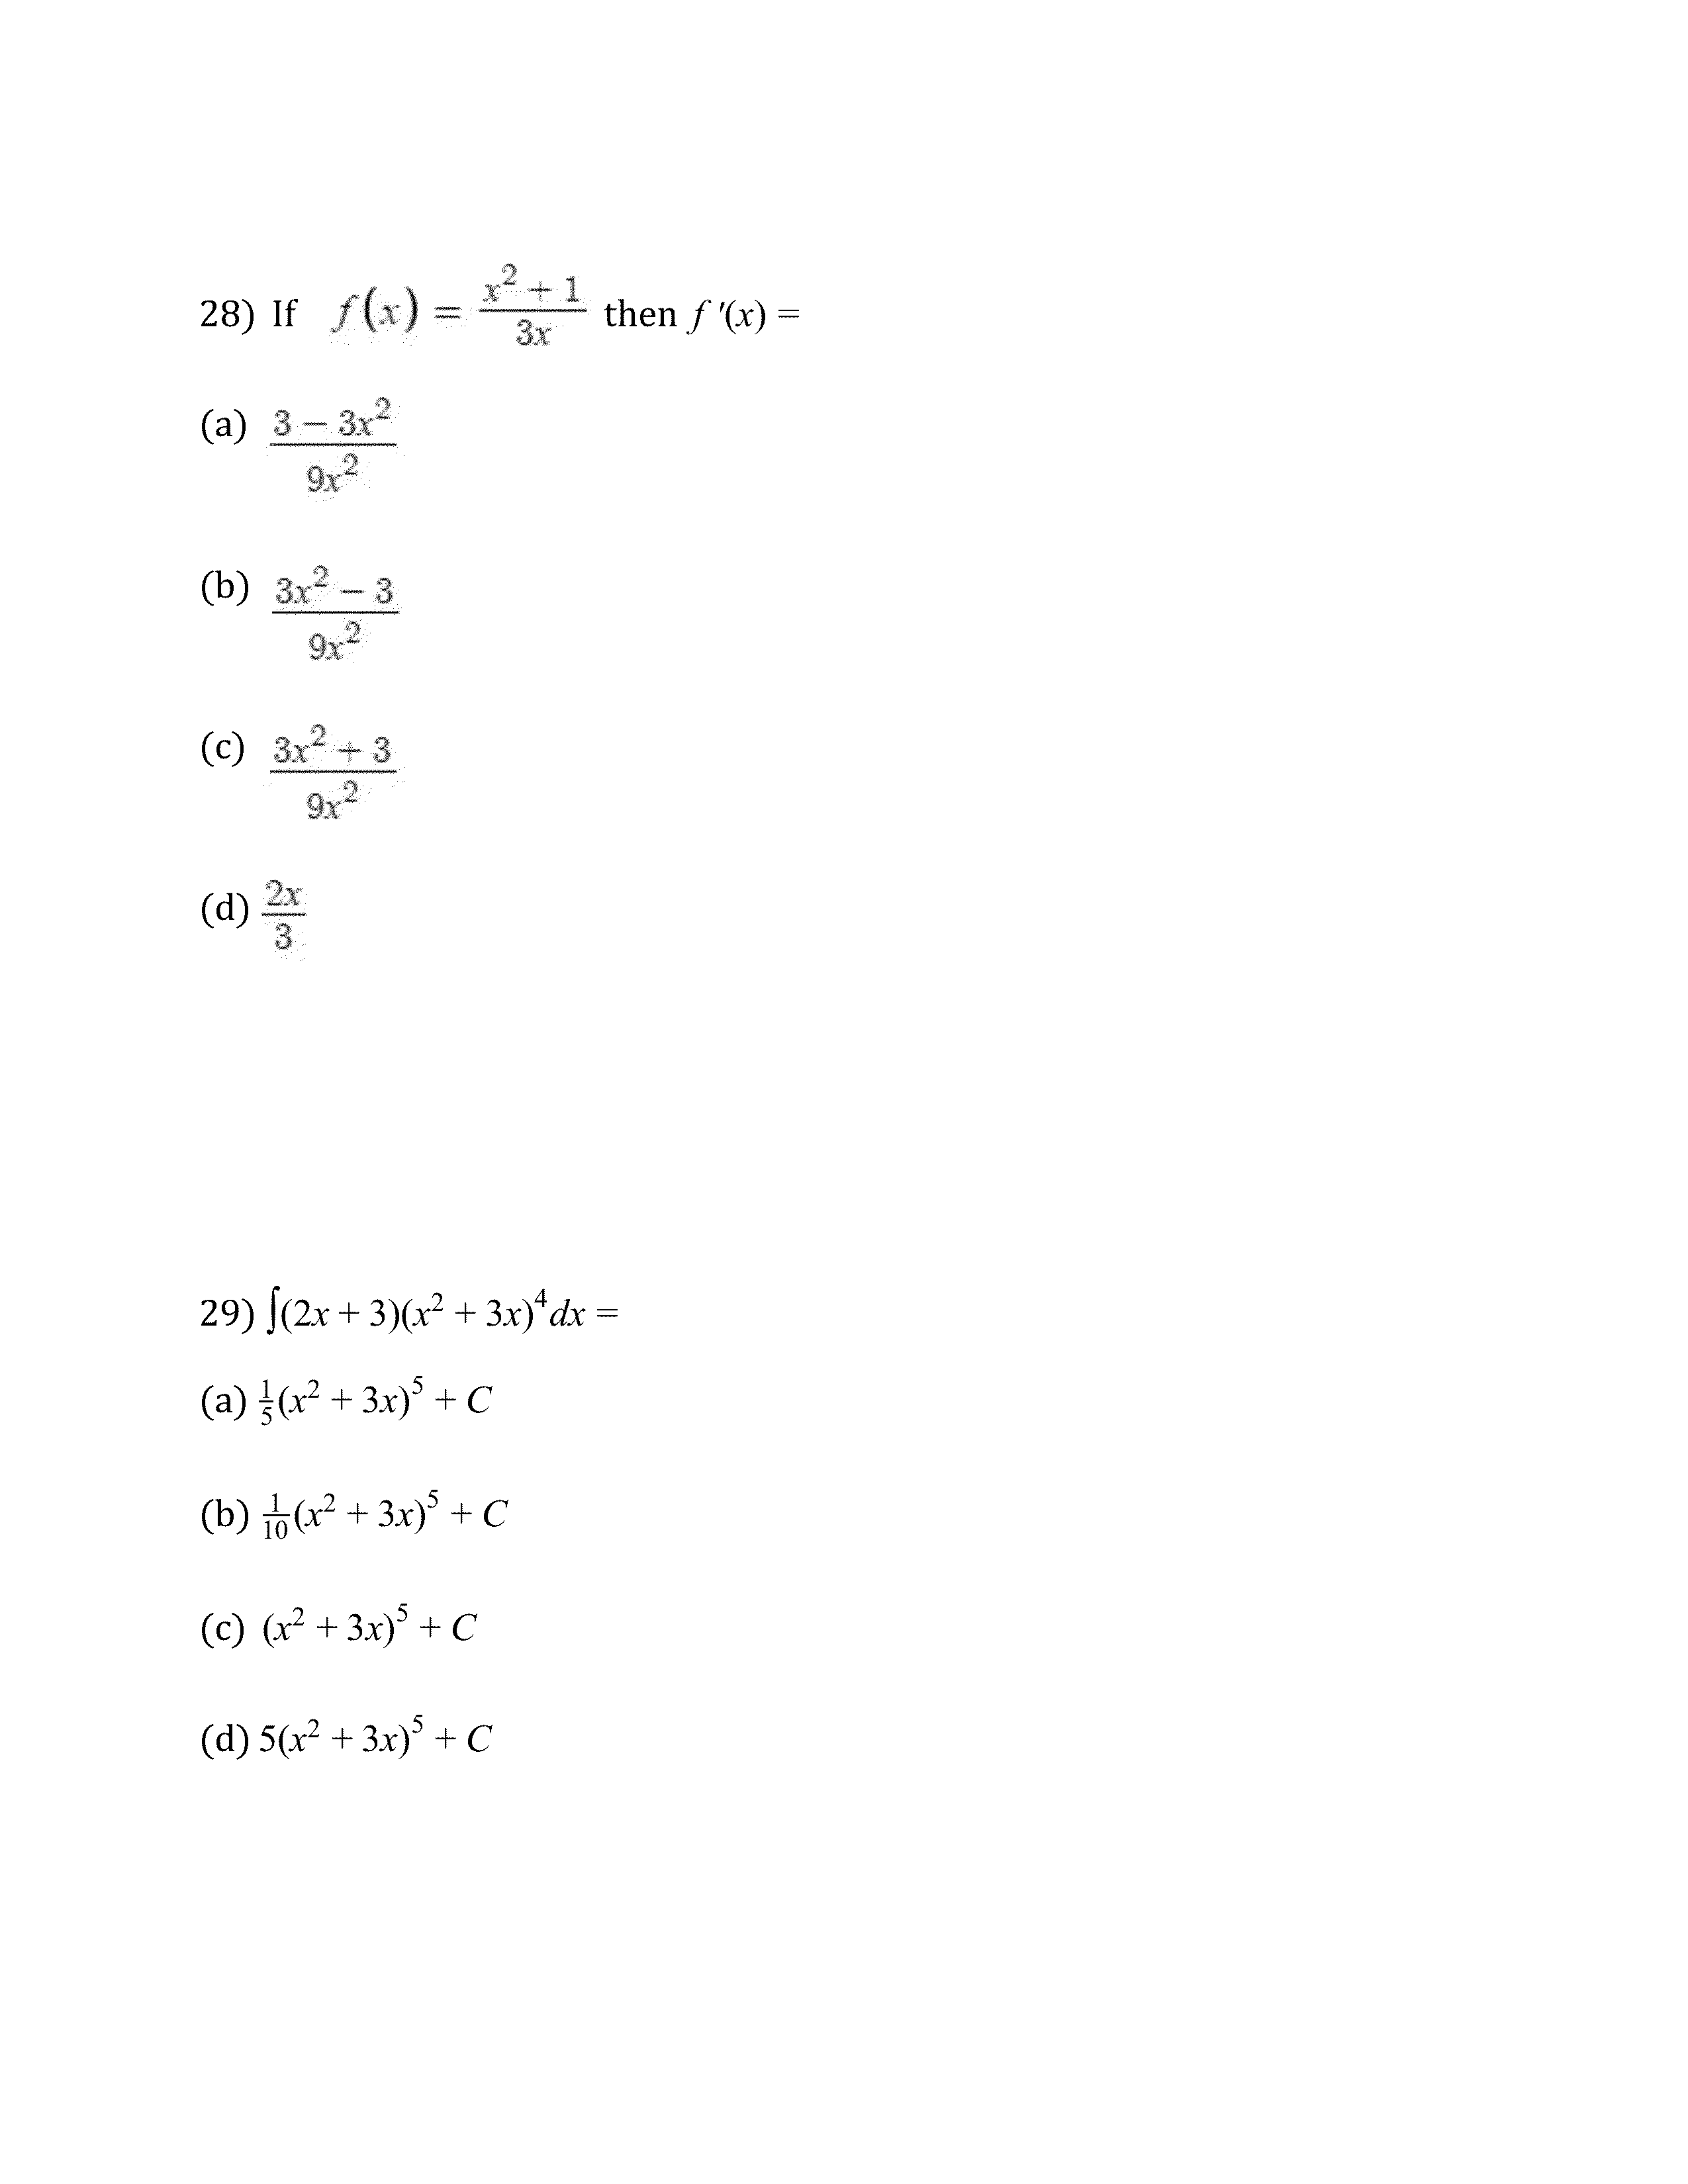 28) If f(x) = \frac{x^2 + 1}{3x} then f '(x) =
(a) \frac{3 - 3x^2}{9x^2}
(b) \frac{3x^2 - 3}{9x^2}
(c) \frac{3x^2 + 3}{9x^2}
(d) \frac{2x}{3}
29) ∫(2x + 3)(x^2 + 3x)^4 dx =
(a) \frac{1}{5}(x^2 + 3x)^5 + C
(b) \frac{1}{10}(x^2 + 3x)^5 + C
(c) (x^2 + 3x)^5 + C
(d) 5(x^2 + 3x)^5 + C